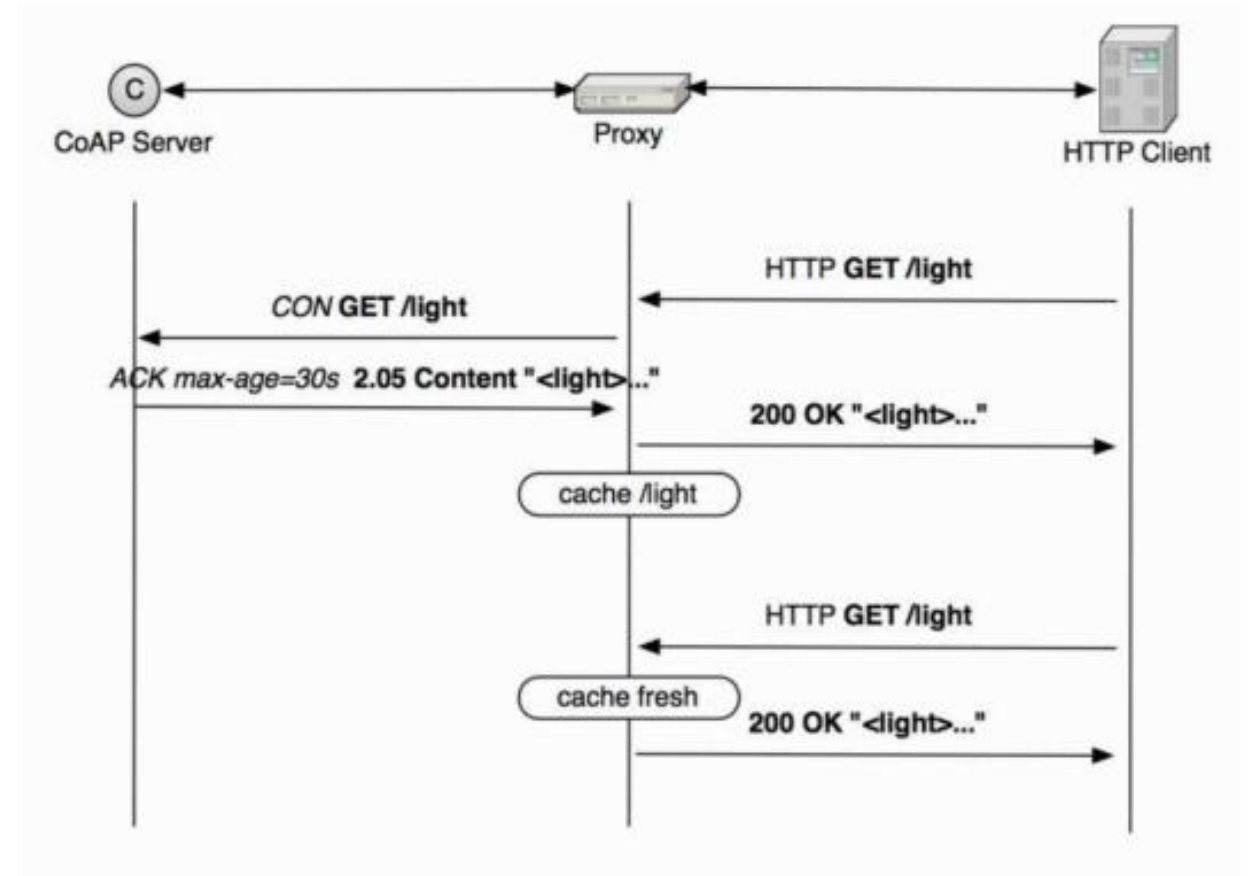 C
CoAP Server
Proxy
HTTP Client
HTTP GET /light
CON GET /light
ACK max-age=30s 2.05 Content "<light>..."
200 OK "<light>..."
cache /light
HTTP GET /light
cache fresh
200 OK "<light>..."